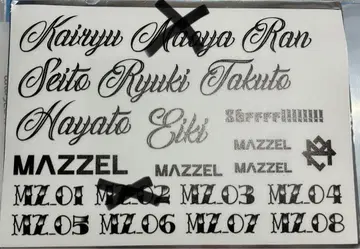 Kairyu Naoya Ran
Seito Ryuki Takuto
Hayato Eiki
MAZZEL
MAZZEL MAZZEL
MAZZEL
MZ.01 MZ.02 MZ.03 MZ.04
MZ.05 MZ.06 MZ.07 MZ.08